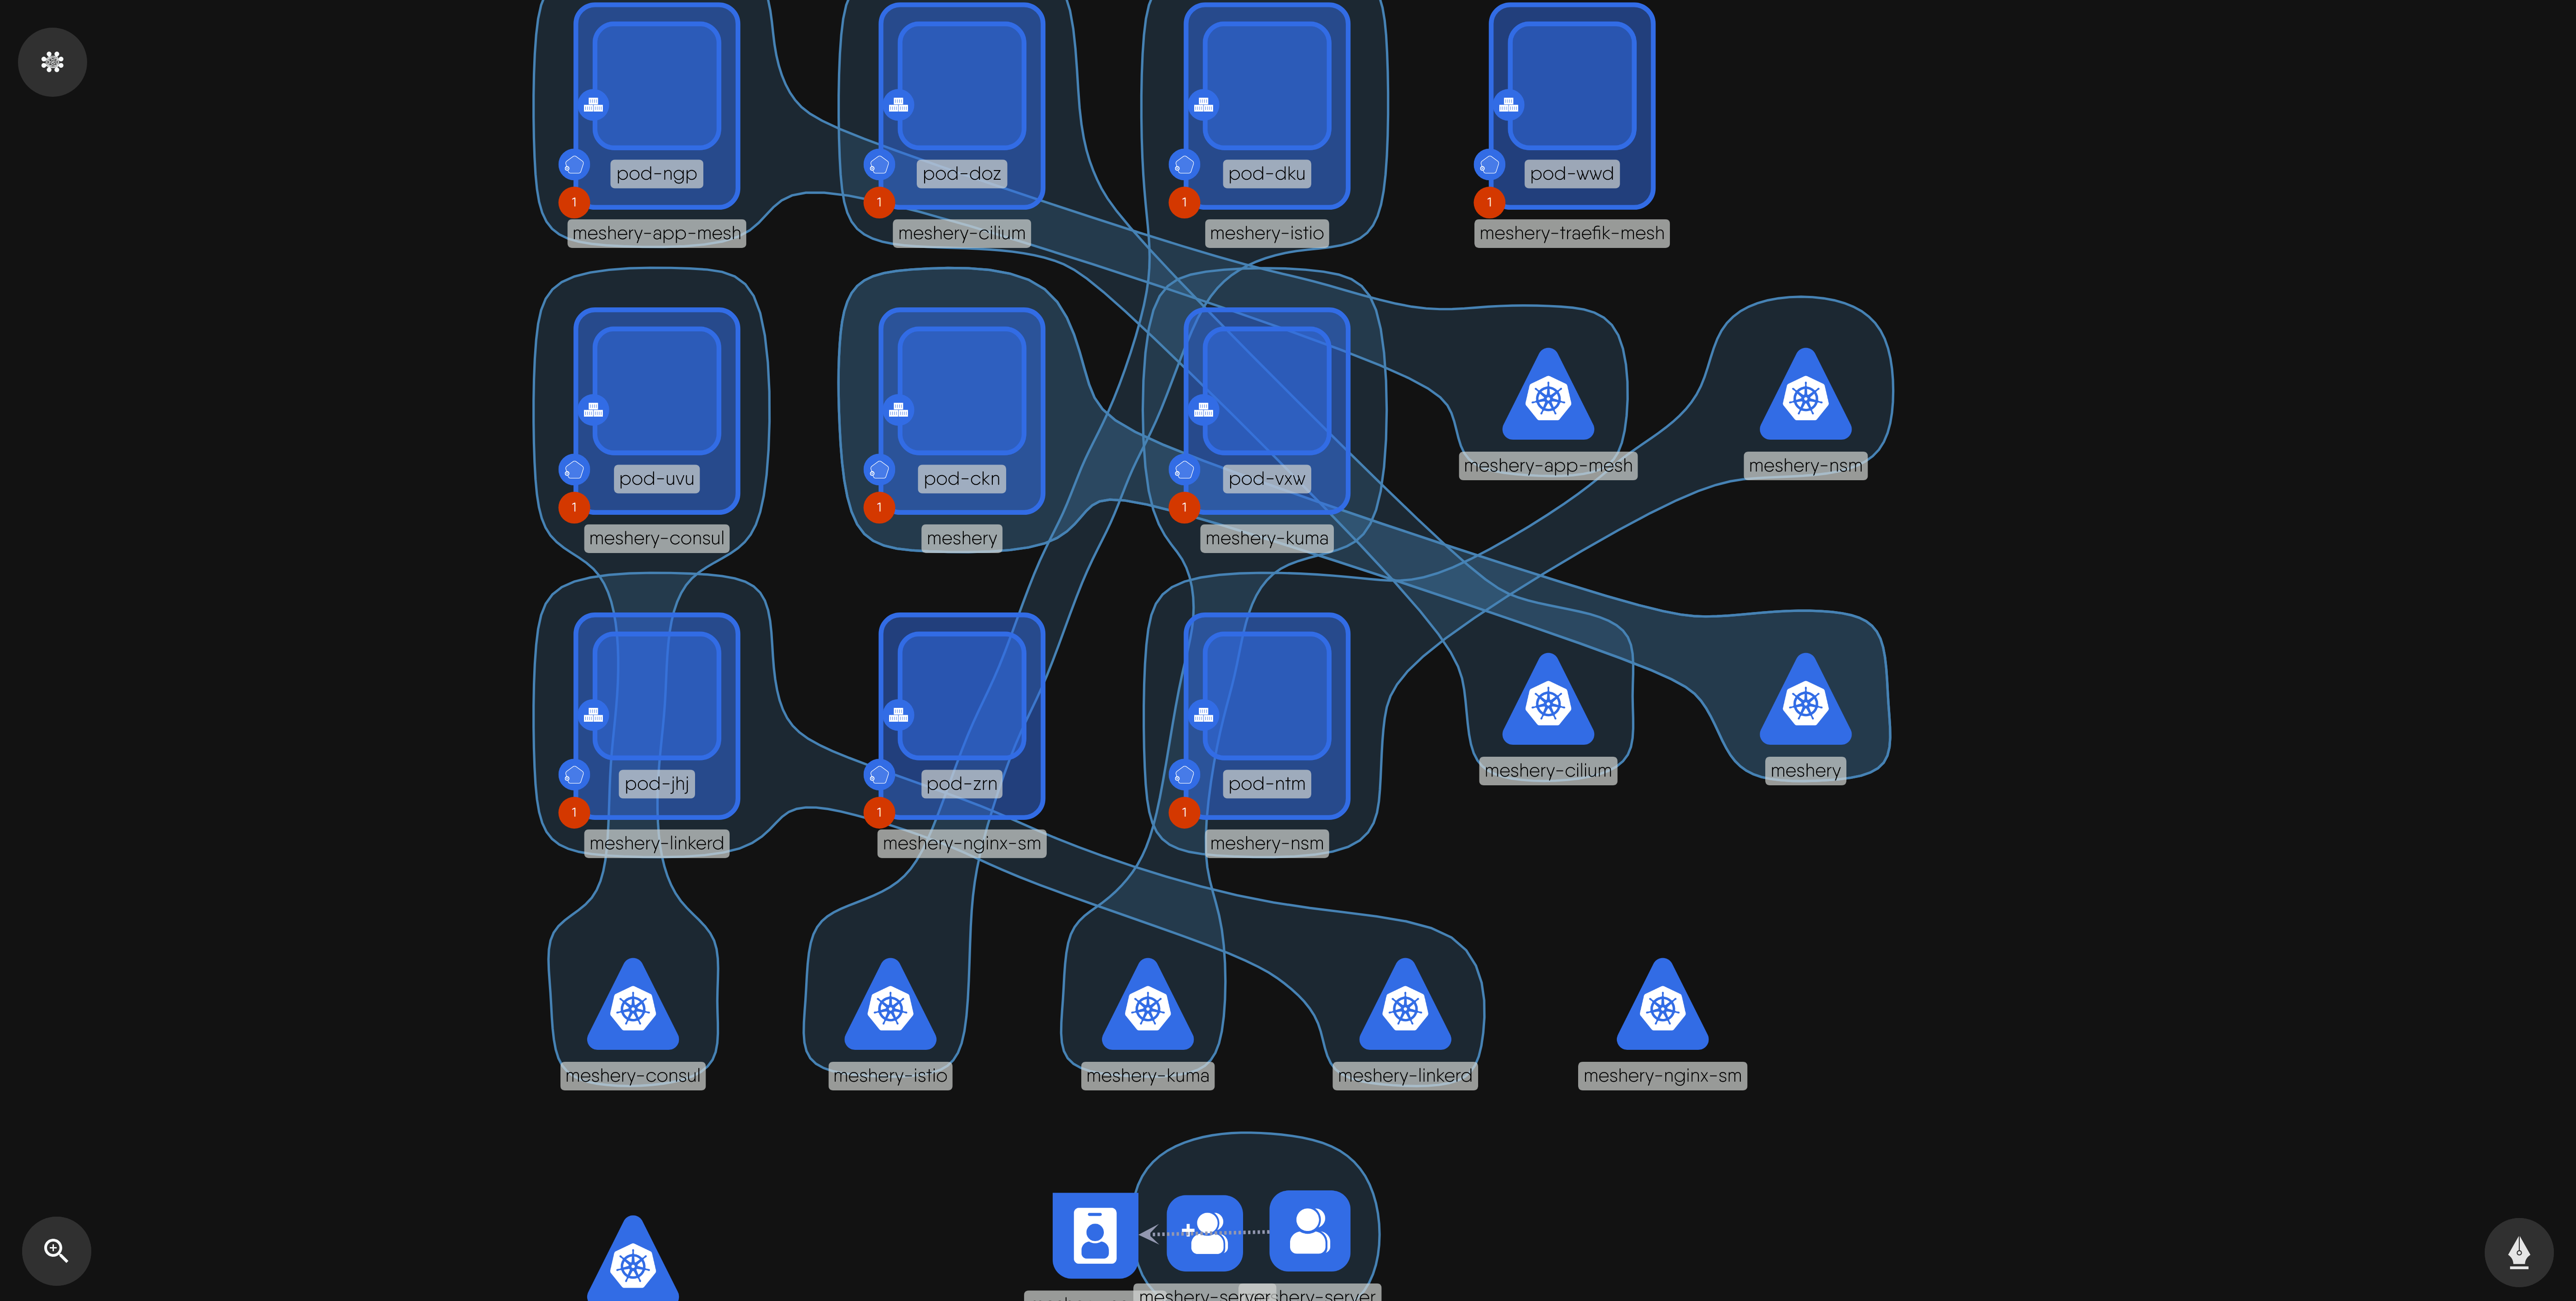 pod-ngp
pod-doz
pod-dku
pod-wwd
1
1
1
1
meshery-app-mesh
meshery-cilium
meshery-istio
meshery-traefik-mesh
meshery-app-mesh
meshery-nsm
pod-uvu
pod-ckn
pod-vxw
1
1
1
meshery-consul
meshery
meshery-kuma
meshery-cilium
meshery
pod-jhj
pod-zrn
pod-ntm
1
1
1
meshery-linkerd
meshery-nginx-sm
meshery-nsm
meshery-consul
meshery-istio
meshery-kuma
meshery-linkerd
meshery-nginx-sm
meshery-server